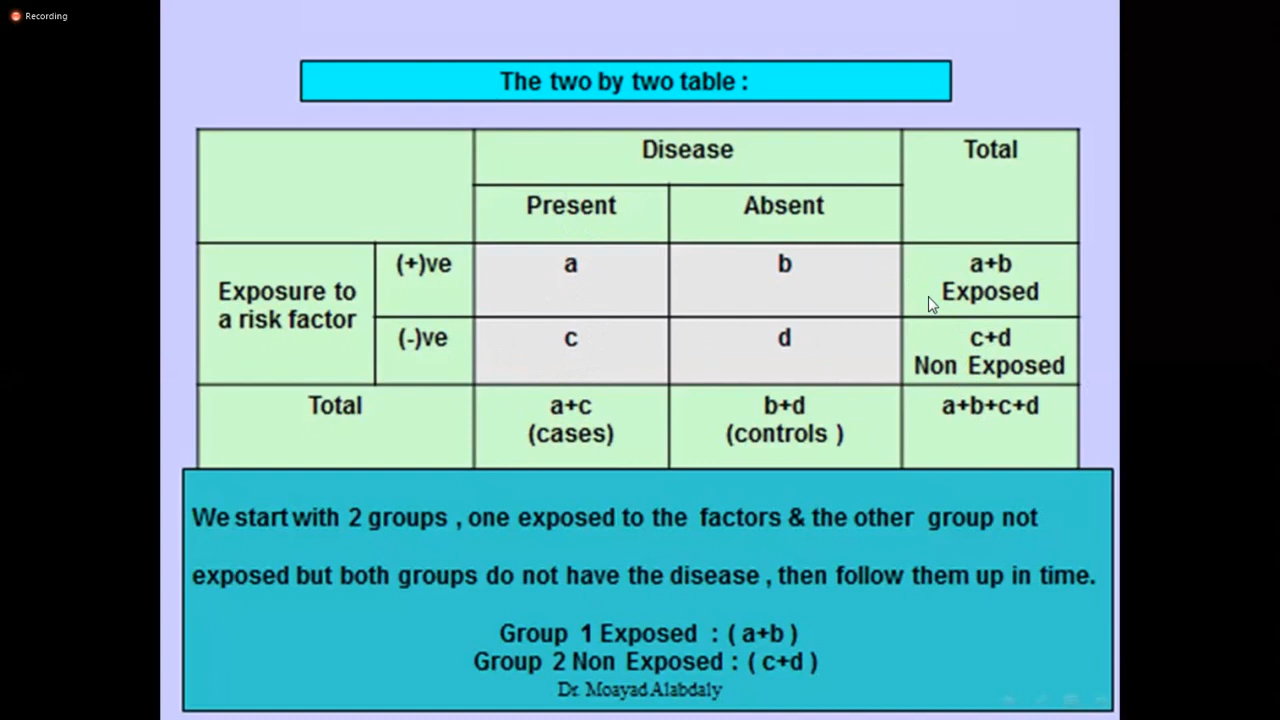 Recording
The two by two table :
Disease
Total
Present
Absent
Exposure to
a risk factor
(+)ve
a
b
a+b
Exposed
(-)ve
c
d
c+d
Non Exposed
Total
a+c
(cases)
b+d
(controls )
a+b+c+d
We start with 2 groups , one exposed to the factors & the other group not
exposed but both groups do not have the disease , then follow them up in time.
Group 1 Exposed : ( a+b )
Group 2 Non Exposed : ( c+d )
Dr. Moayad Alabdaly